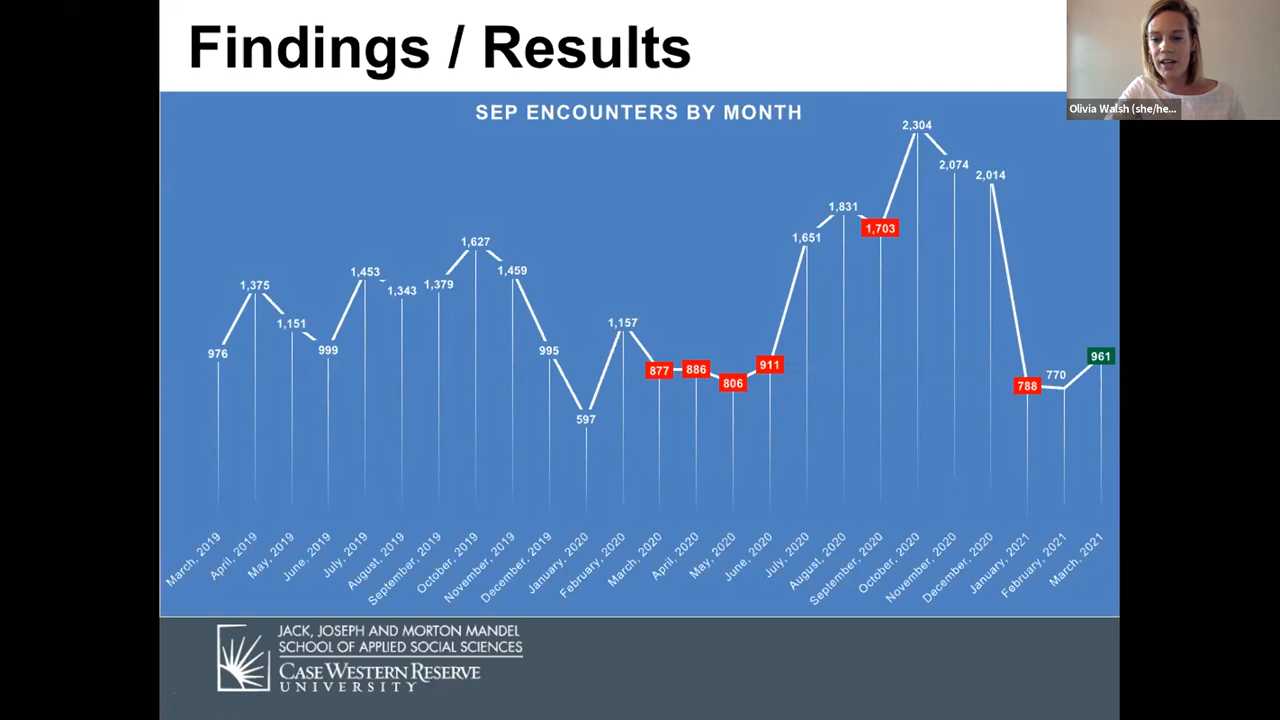 Findings / Results
Olivia Walsh (she/he...
SEP ENCOUNTERS BY MONTH
976
1,375
1,151
999
1,453
1,343
1,379
1,627
1,459
995
597
1,157
877
886
806
911
1,651
1,831
1,703
2,304
2,074
2,014
788
770
961
March, 2019
April, 2019
May, 2019
June, 2019
July, 2019
August, 2019
September, 2019
October, 2019
November, 2019
December, 2019
January, 2020
February, 2020
March, 2020
April, 2020
May, 2020
June, 2020
July, 2020
August, 2020
September, 2020
October, 2020
November, 2020
December, 2020
January, 2021
February, 2021
March, 2021
JACK, JOSEPH AND MORTON MANDEL
SCHOOL OF APPLIED SOCIAL SCIENCES
CASE WESTERN RESERVE
UNIVERSITY